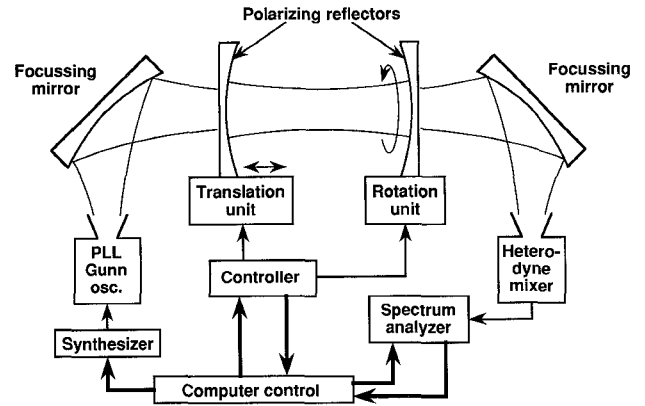 Polarizing reflectors
Focussing
mirror
Focussing
mirror
Translation
unit
Rotation
unit
PLL
Gunn
osc.
Controller
Hetero-
dyne
mixer
Spectrum
analyzer
Synthesizer
Computer control